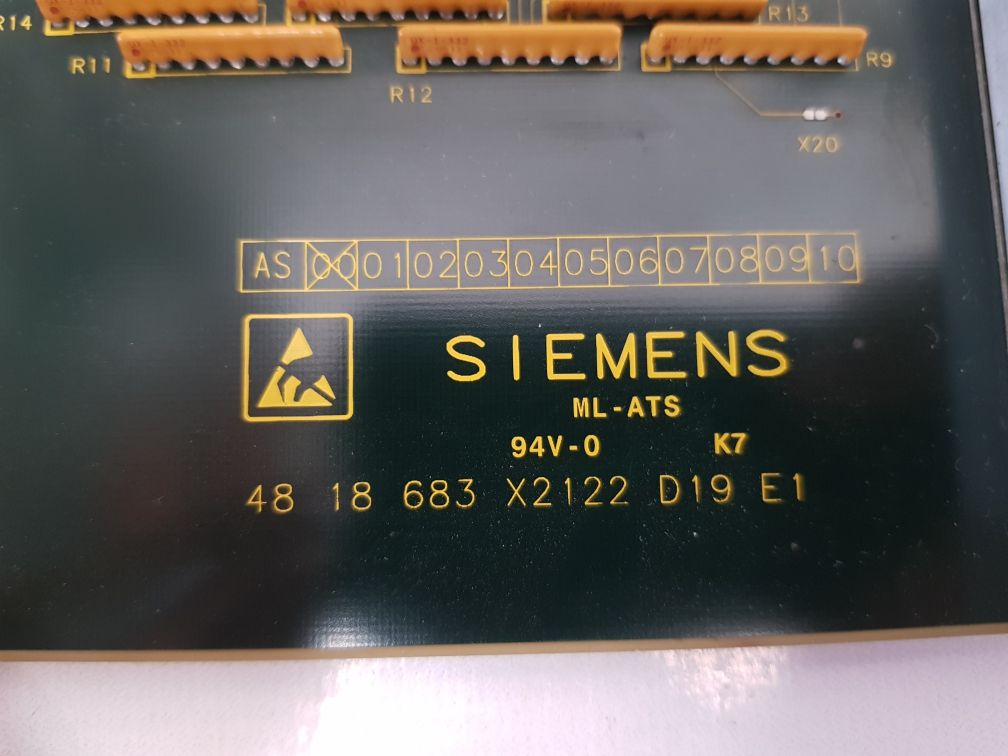 R14
R13
R11
R9
R12
X20
AS 00 01 02 03 04 05 06 07 08 09 10
SIEMENS
ML-ATS
94V-0 K7
48 18 683 X2122 D19 E1